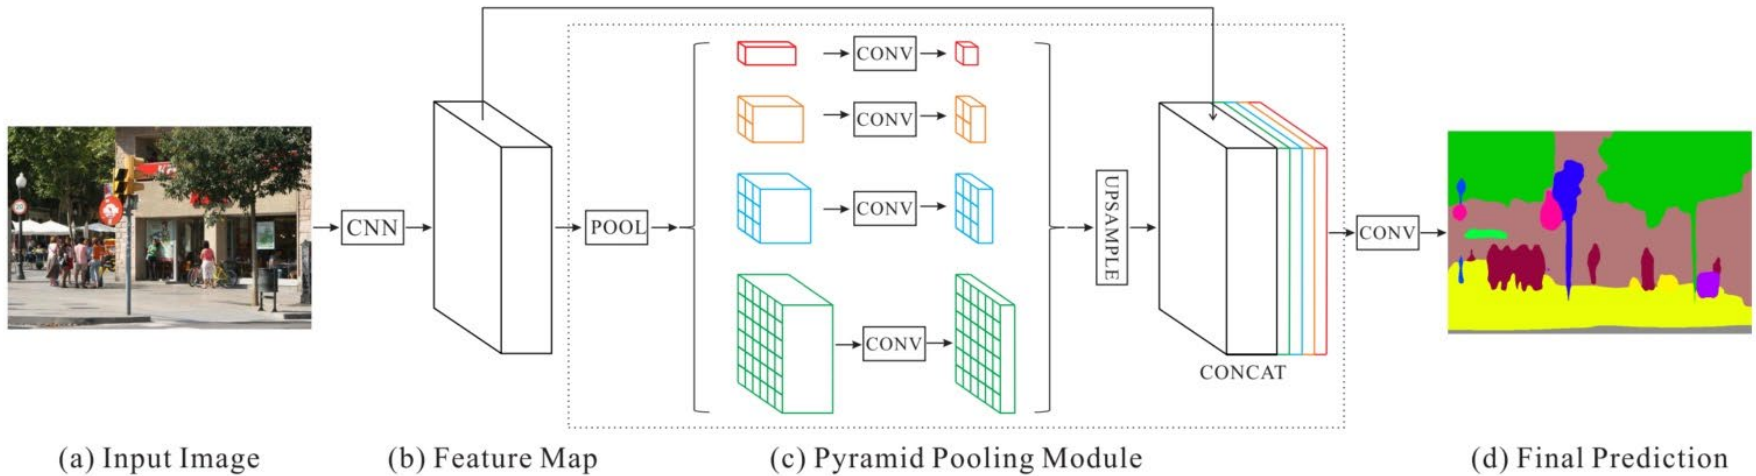 CNN
POOL
CONV
CONV
CONV
CONV
UPSAMPLE
CONCAT
CONV
(a) Input Image
(b) Feature Map
(c) Pyramid Pooling Module
(d) Final Prediction